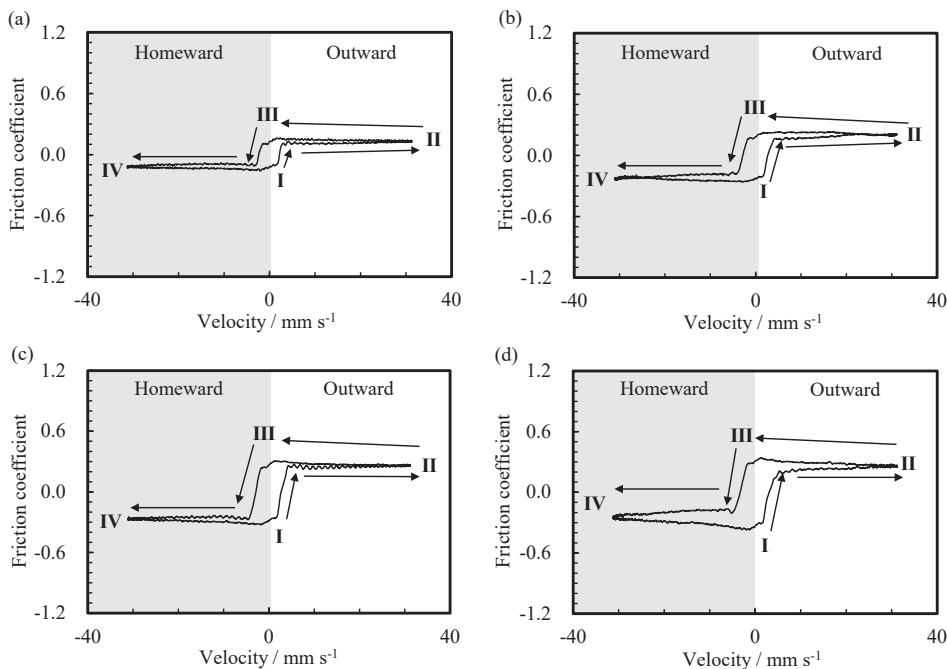 (a)
1.2
Homeward Outward
0.6
III
II
0.0
IV
I
-0.6
-1.2
-40 0 40
Velocity / mm s-1
Friction coefficient
(b)
1.2
Homeward Outward
0.6
III
II
0.0
IV
I
-0.6
-1.2
-40 0 40
Velocity / mm s-1
Friction coefficient
(c)
1.2
Homeward Outward
0.6
III
II
0.0
IV
I
-0.6
-1.2
-40 0 40
Velocity / mm s-1
Friction coefficient
(d)
1.2
Homeward Outward
0.6
III
II
0.0
IV
I
-0.6
-1.2
-40 0 40
Velocity / mm s-1
Friction coefficient